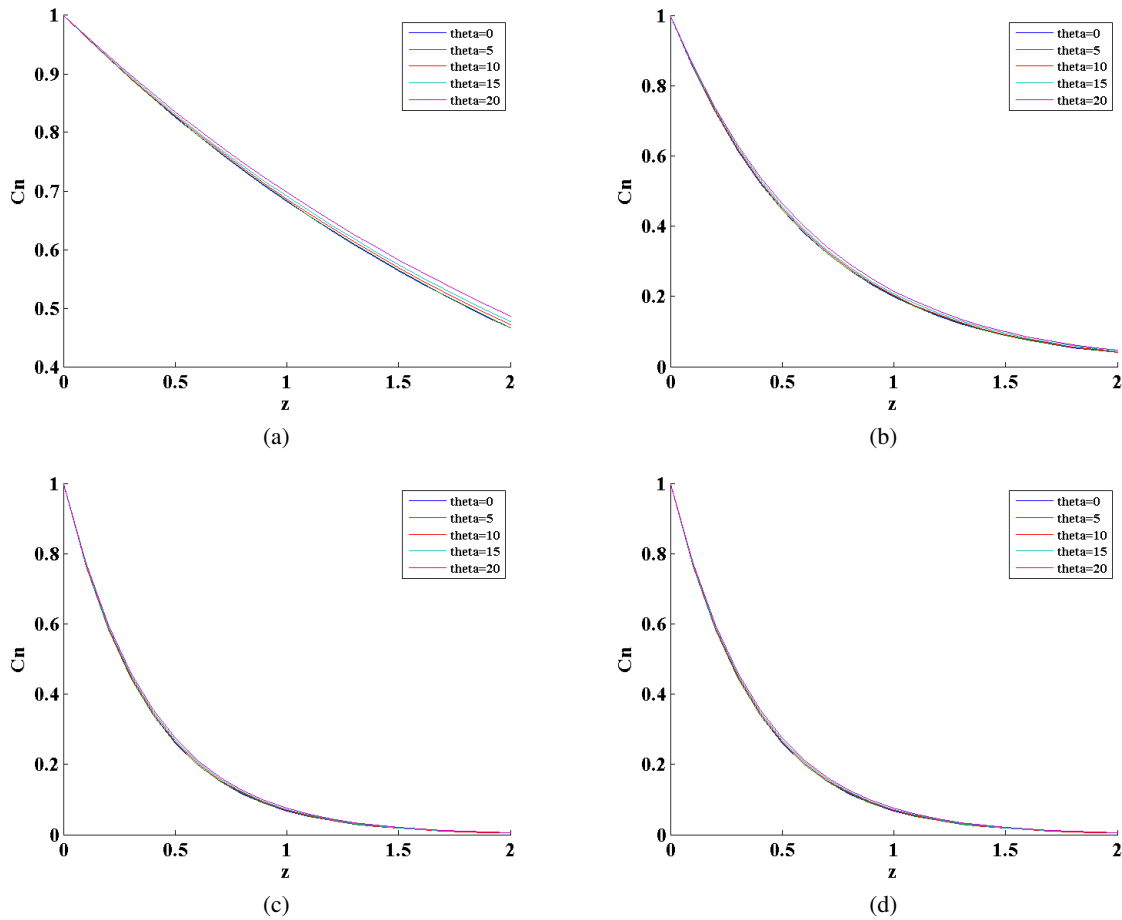 1
0.9
0.8
0.7
0.6
0.5
0.4
Cn
0
0.5
1
1.5
2
z
theta=0
theta=5
theta=10
theta=15
theta=20
(a)
1
0.8
0.6
0.4
0.2
0
Cn
0
0.5
1
1.5
2
z
theta=0
theta=5
theta=10
theta=15
theta=20
(b)
1
0.8
0.6
0.4
0.2
0
Cn
0
0.5
1
1.5
2
z
theta=0
theta=5
theta=10
theta=15
theta=20
(c)
1
0.8
0.6
0.4
0.2
0
Cn
0
0.5
1
1.5
2
z
theta=0
theta=5
theta=10
theta=15
theta=20
(d)